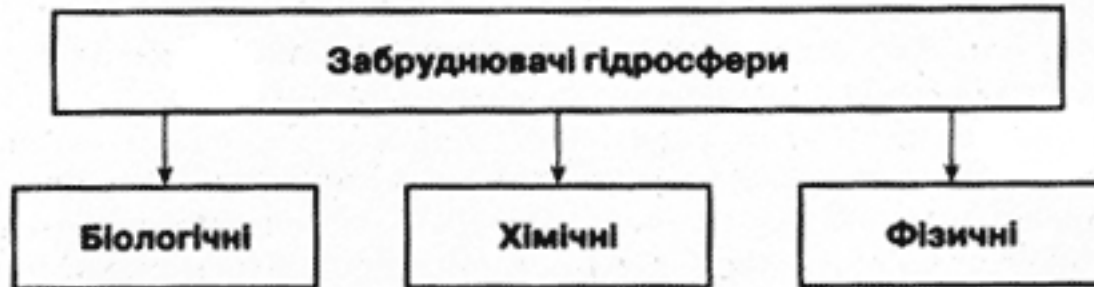 Забруднювачі гідросфери
Біологічні
Хімічні
Фізичні